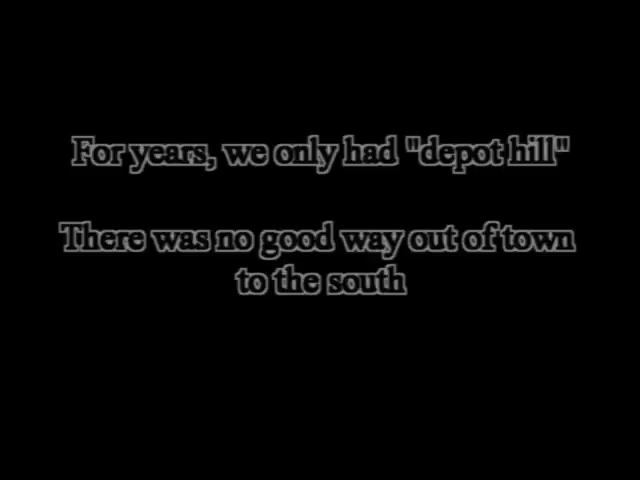 For years, we only had "depot hill"
There was no good way out of town
to the south